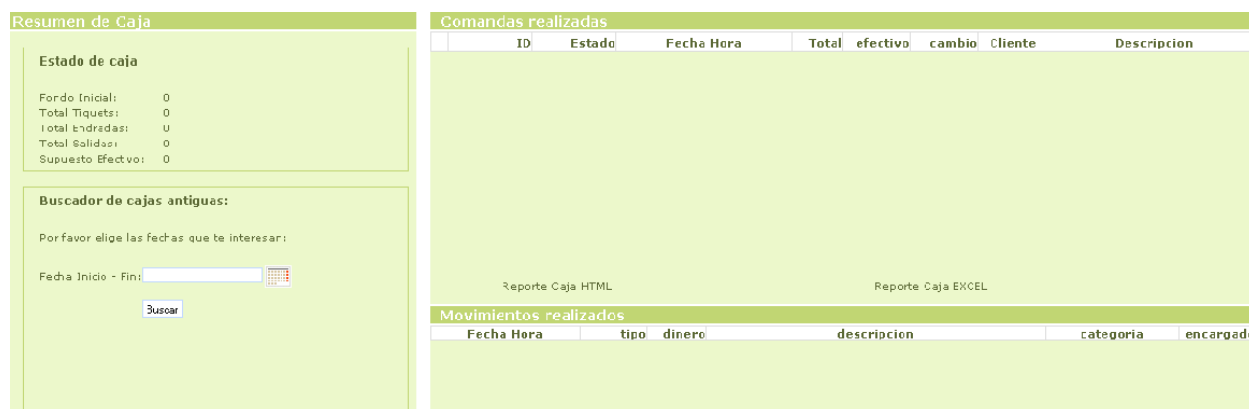 Resumen de Caja
Estado de caja
Fondo Inicial: 0
Total Tiquets: 0
Total Endradas: 0
Total Salidas: 0
Supuesto Efectivo: 0
Buscador de cajas antiguas:
Por favor elige las fechas que te interesar:
Fecha Inicio - Fin:
Buscar
Comandas realizadas
ID Estado Fecha Hora Total efectivo cambio Cliente Descripcion
Reporte Caja HTML Reporte Caja EXCEL
Movimientos realizados
Fecha Hora tipo dinero descripcion categoria encargado